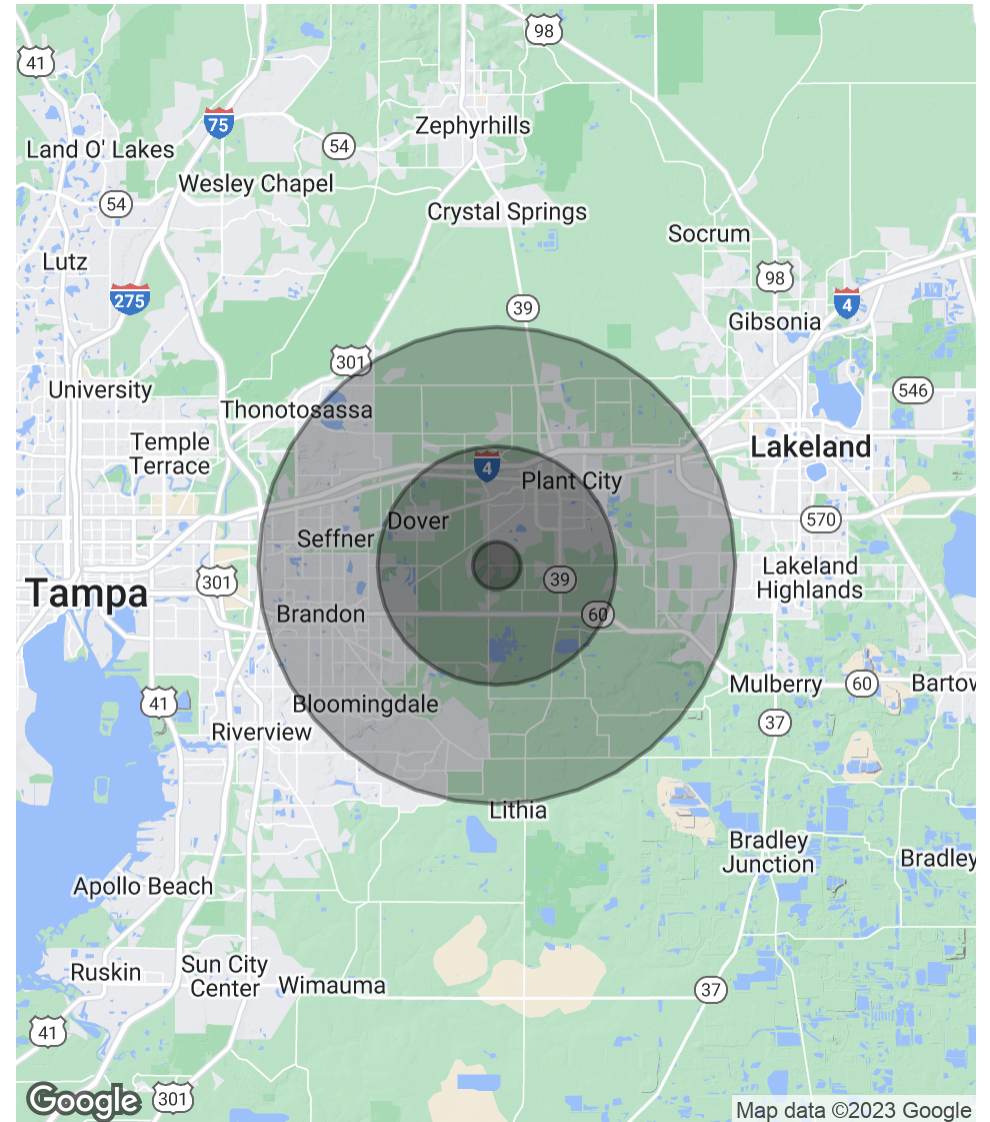 98
41
75
Zephyrhills
54
Land O' Lakes
Wesley Chapel
54
Crystal Springs
Socrum
Lutz
98
275
4
39
Gibsonia
301
University
546
Thonotosassa
Temple
Terrace
Lakeland
4
Plant City
Dover
570
Seffner
Lakeland
Highlands
301
39
Tampa
Brandon
60
Mulberry
60
Bartow
41
Bloomingdale
37
Riverview
Lithia
Bradley
Junction
Bradley
Apollo Beach
Sun City
Center
Ruskin
Wimauma
37
41
Google
301
Map data ©2023 Google